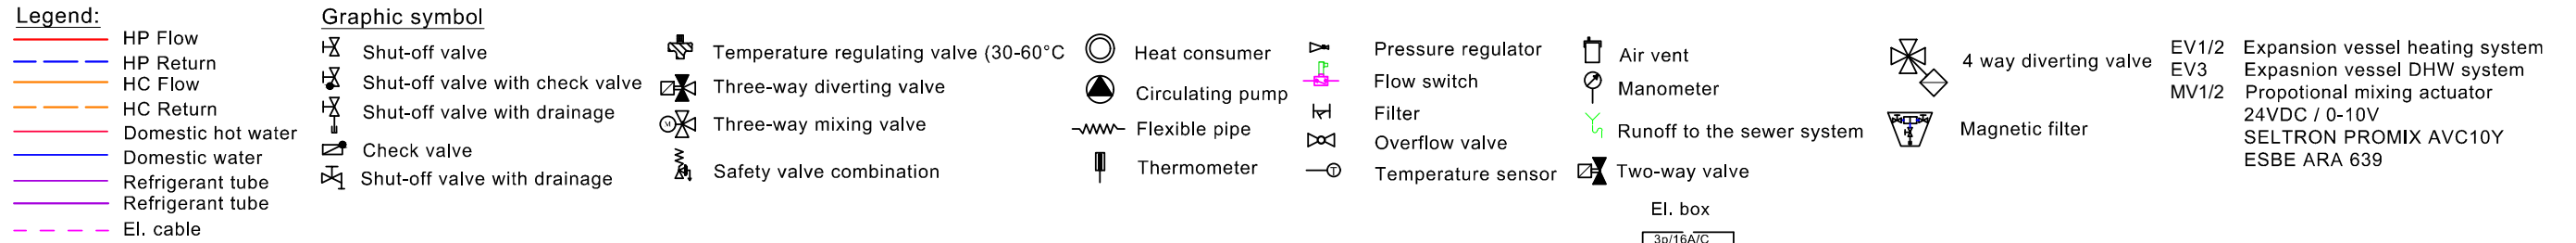 Legend:
HP Flow
HP Return
HC Flow
HC Return
Domestic hot water
Domestic water
Refrigerant tube
Refrigerant tube
El. cable
Graphic symbol
Shut-off valve
Shut-off valve with check valve
Shut-off valve with drainage
Check valve
Shut-off valve with drainage
Temperature regulating valve (30-60°C
Three-way diverting valve
M
Three-way mixing valve
Safety valve combination
Heat consumer
Circulating pump
Flexible pipe
Thermometer
Pressure regulator
Flow switch
Filter
Overflow valve
T
Temperature sensor
Air vent
Manometer
Runoff to the sewer system
Two-way valve
El. box
3p/16A/C
4 way diverting valve
Magnetic filter
EV1/2 Expansion vessel heating system
EV3 Expasnion vessel DHW system
MV1/2 Propotional mixing actuator
24VDC / 0-10V
SELTRON PROMIX AVC10Y
ESBE ARA 639